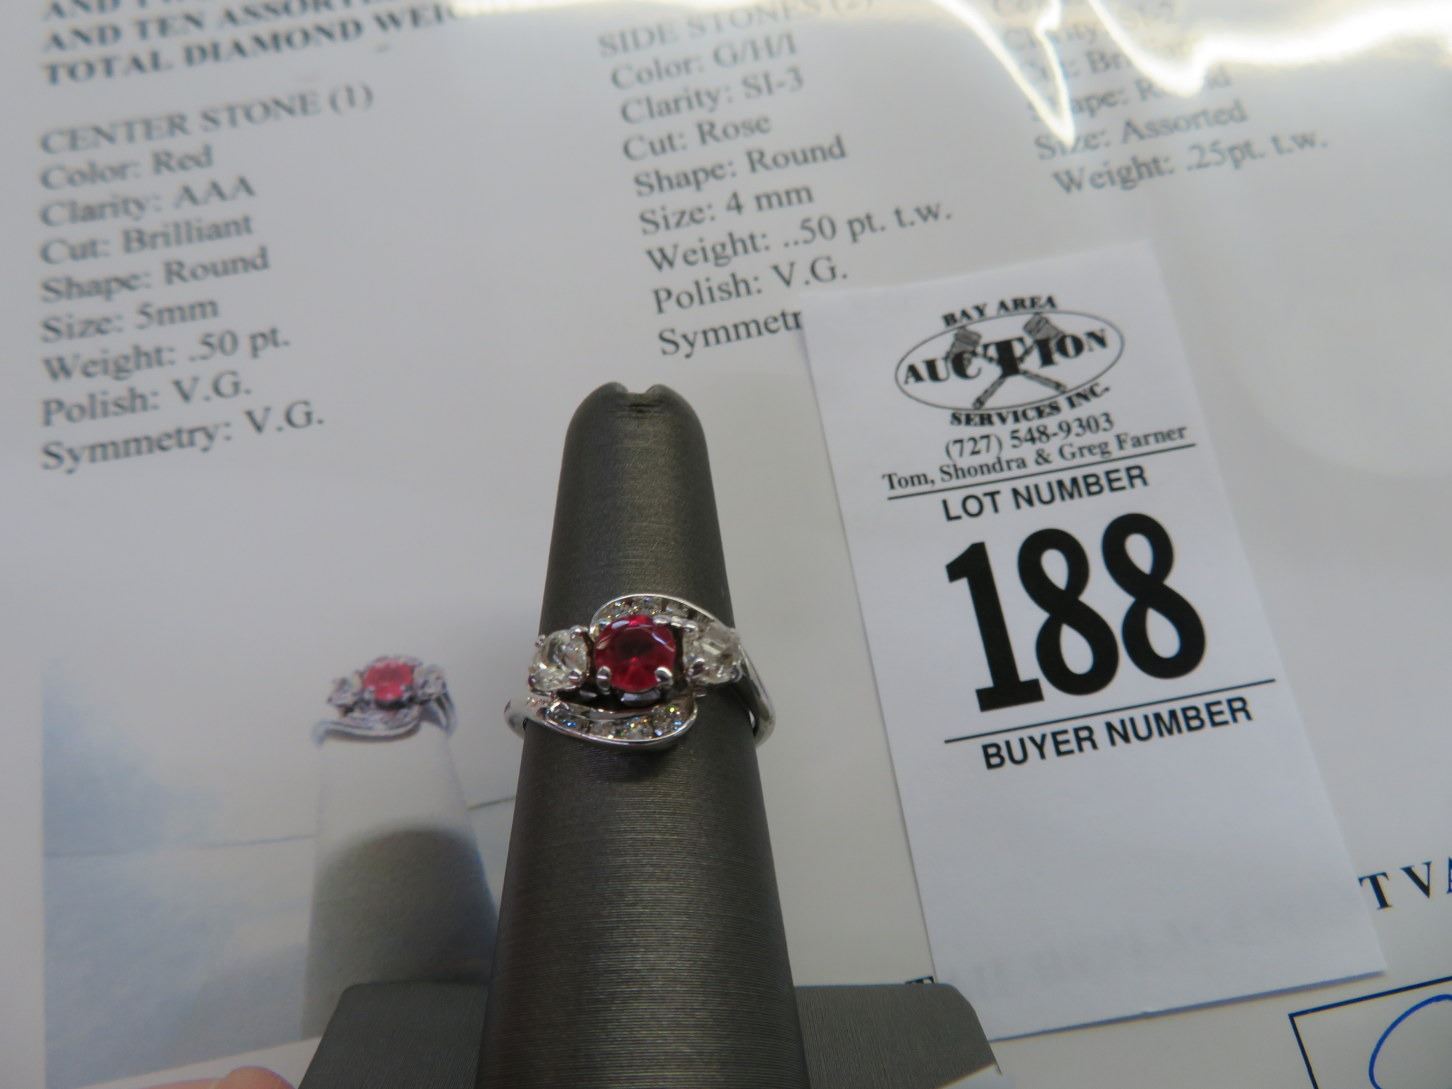 AND TEN ASSORTED
TOTAL DIAMOND
CENTER STONE (1)
Color: Red
Clarity: AAA
Cut: Brilliant
Shape: Round
Size: 5mm
Weight: .50 pt.
Polish: V.G.
Symmetry: V.G.
SIDE STONES (2)
Color: G/H/I
Clarity: SI-3
Cut: Rose
Shape: Round
Size: 4 mm
Weight: ..50 pt. t.w.
Polish: V.G.
Symmetr
Size: Assorted
Weight: .25pt. t.w.
BAY AREA
AUCTION
SERVICES INC.
(727) 548-9303
Tom, Shondra & Greg Farner
LOT NUMBER
188
BUYER NUMBER
T VA